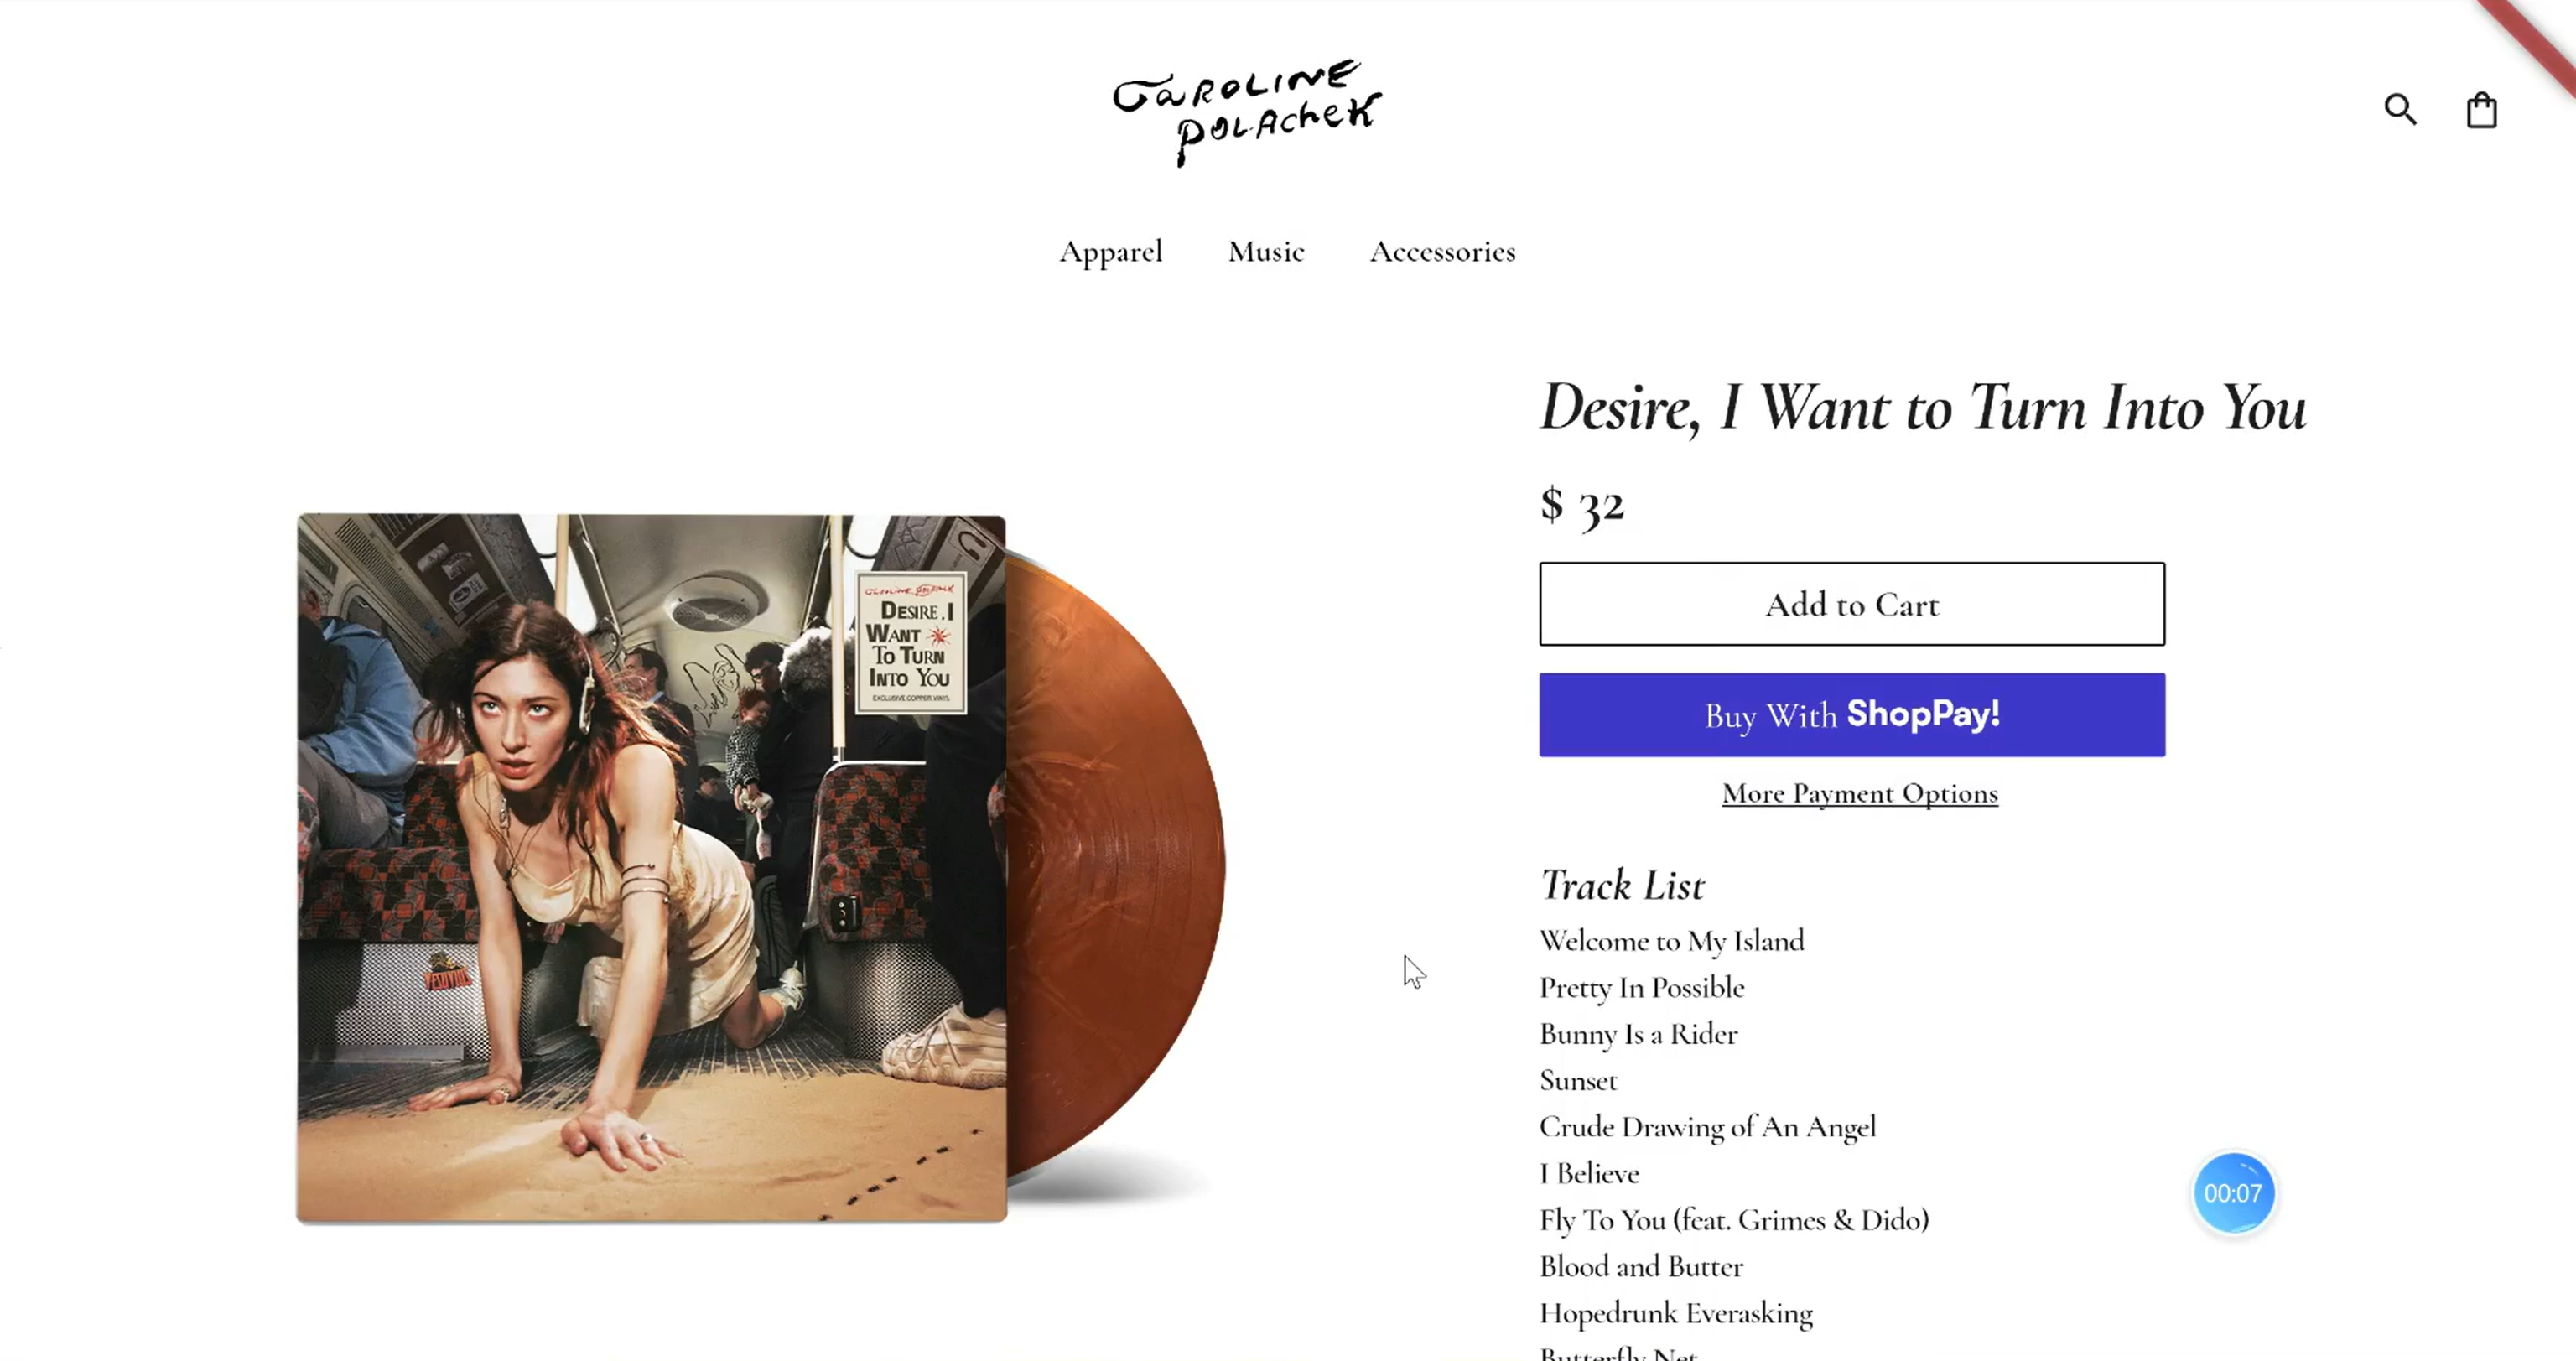 CAROLINE
POLACHEK
Apparel Music Accessories
Desire, I Want to Turn Into You
$ 32
Add to Cart
Buy With ShopPay!
More Payment Options
Track List
Welcome to My Island
Pretty In Possible
Bunny Is a Rider
Sunset
Crude Drawing of An Angel
I Believe
Fly To You (feat. Grimes & Dido)
Blood and Butter
Hopedrunk Everasking
Butterfly Net
CAROLINE POLACHEK
DESIRE, I
WANT
TO TURN
INTO YOU
EXCLUSIVE COPPER VINYL
00:07